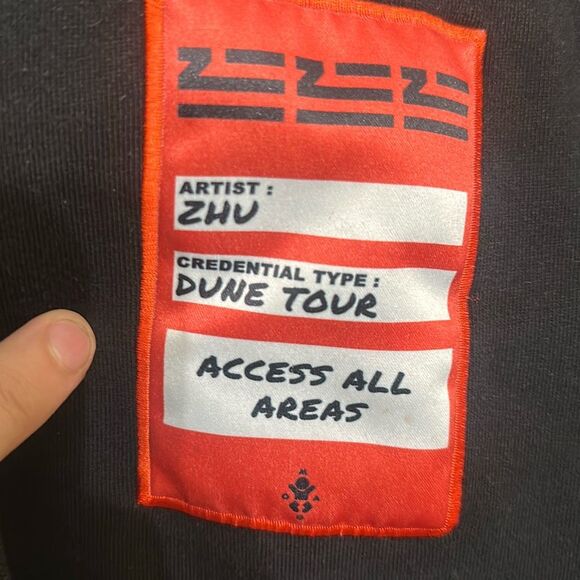 ARTIST :
ZHU
CREDENTIAL TYPE :
DUNE TOUR
ACCESS ALL
AREAS